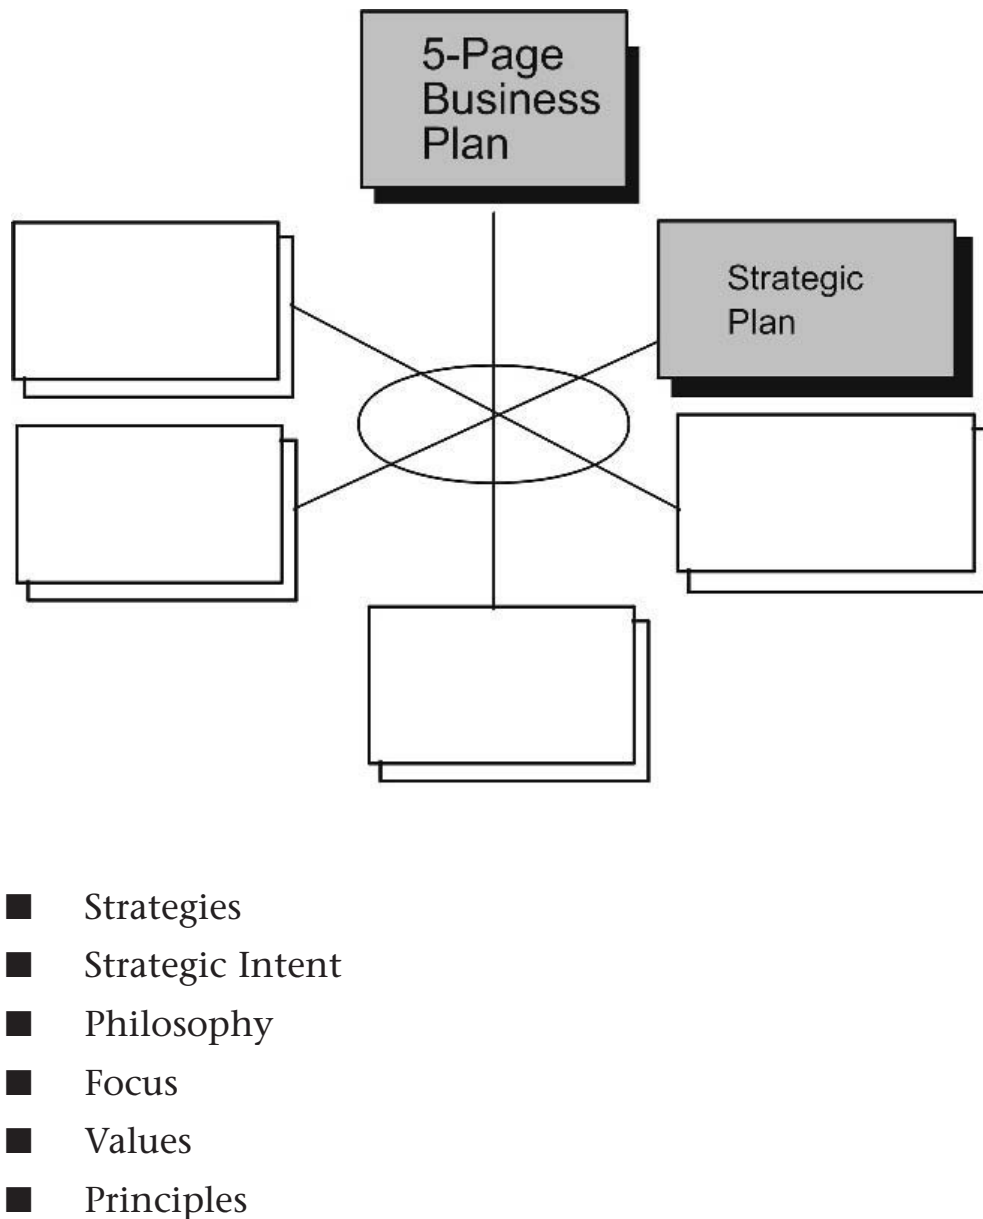 5-Page
Business
Plan
Strategic
Plan
■ Strategies
■ Strategic Intent
■ Philosophy
■ Focus
■ Values
■ Principles